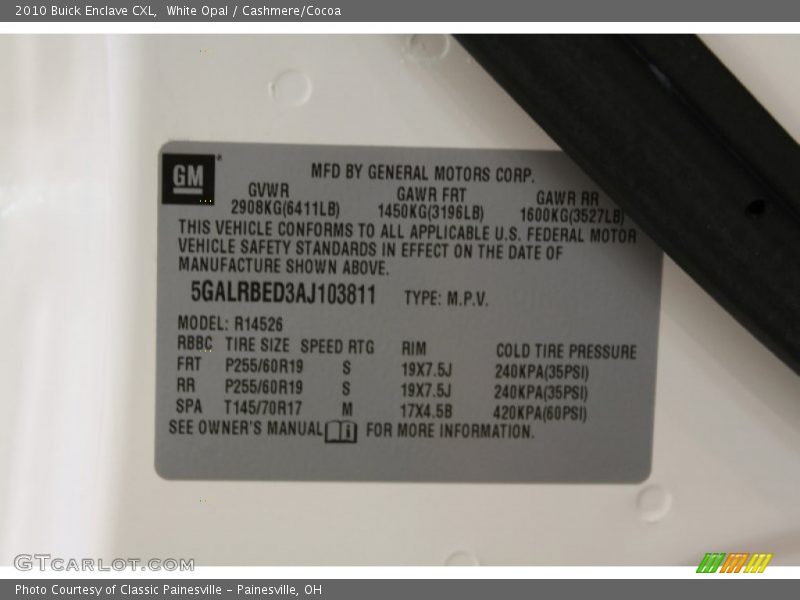 2010 Buick Enclave CXL,  White Opal / Cashmere/Cocoa
GM
MFD BY GENERAL MOTORS CORP.
GVWR GAWR FRT GAWR RR
2908KG(6411LB) 1450KG(3196LB) 1600KG(3527LB)
THIS VEHICLE CONFORMS TO ALL APPLICABLE U.S. FEDERAL MOTOR
VEHICLE SAFETY STANDARDS IN EFFECT ON THE DATE OF
MANUFACTURE SHOWN ABOVE.
5GALRBED3AJ103811 TYPE: M.P.V.
MODEL: R14526
RBBC TIRE SIZE SPEED RTG RIM COLD TIRE PRESSURE
FRT P255/60R19 S 19X7.5J 240KPA(35PSI)
RR P255/60R19 S 19X7.5J 240KPA(35PSI)
SPA T145/70R17 M 17X4.5B 420KPA(60PSI)
SEE OWNER'S MANUAL FOR MORE INFORMATION.
GTCARLOT.COM
Photo Courtesy of Classic Painesville - Painesville, OH